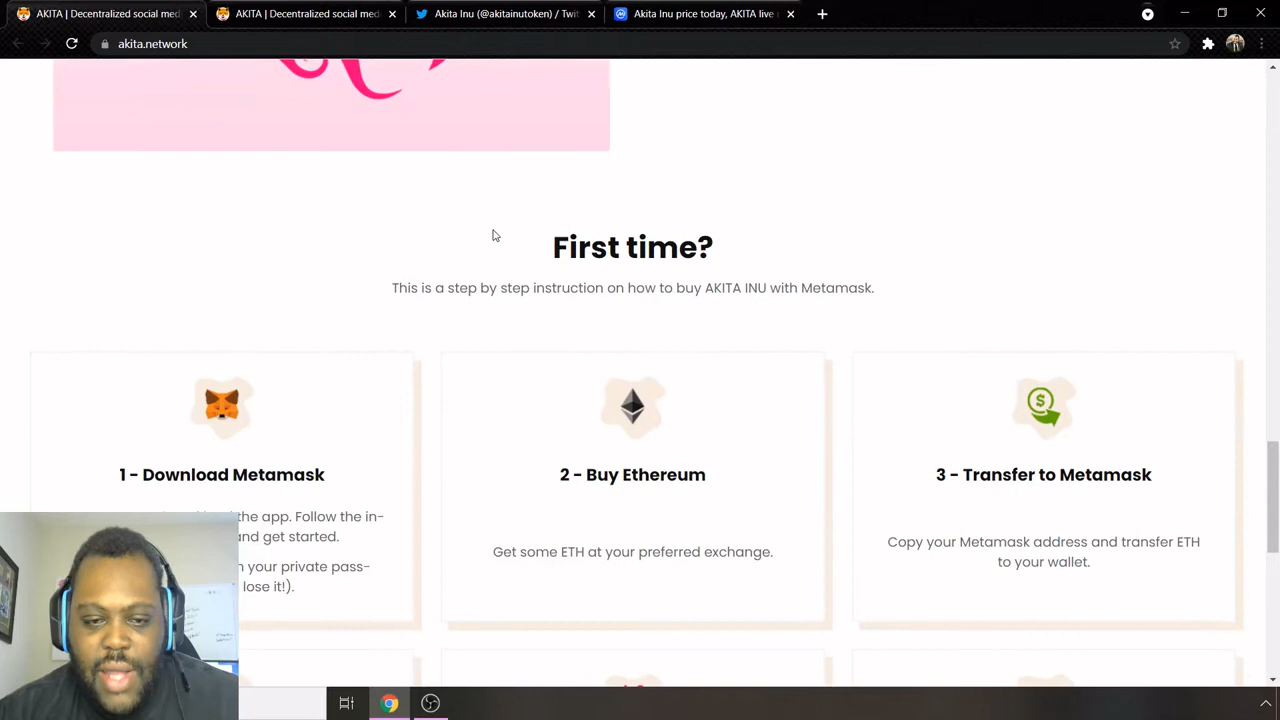 AKITA | Decentralized social med
AKITA | Decentralized social med
Akita Inu (@akitainutoken) / Twit
Akita Inu price today, AKITA live
akita.network
First time?
This is a step by step instruction on how to buy AKITA INU with Metamask.
1 - Download Metamask
the app. Follow the in-
and get started.
your private pass-
lose it!).
2 - Buy Ethereum
Get some ETH at your preferred exchange.
3 - Transfer to Metamask
Copy your Metamask address and transfer ETH
to your wallet.